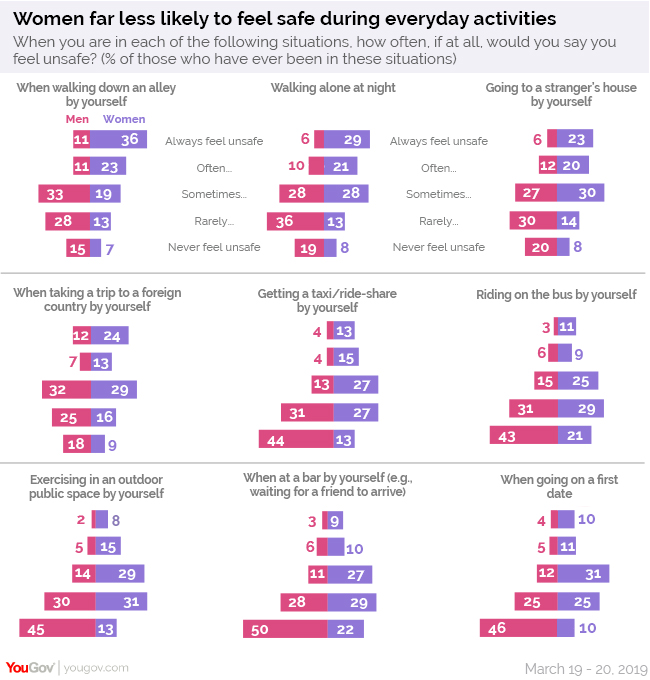 Women far less likely to feel safe during everyday activities
When you are in each of the following situations, how often, if at all, would you say you
feel unsafe? (% of those who have ever been in these situations)
When walking down an alley
by yourself
Walking alone at night
Going to a stranger's house
by yourself
Men Women
11 36 Always feel unsafe 6 29 Always feel unsafe 6 23
11 23 Often... 10 21 Often... 12 20
33 19 Sometimes... 28 28 Sometimes... 27 30
28 13 Rarely... 36 13 Rarely... 30 14
15 7 Never feel unsafe 19 8 Never feel unsafe 20 8
When taking a trip to a foreign
country by yourself
Getting a taxi/ride-share
by yourself
Riding on the bus by yourself
12 24 4 13 3 11
7 13 4 15 6 9
32 29 13 27 15 25
25 16 31 27 31 29
18 9 44 13 43 21
Exercising in an outdoor
public space by yourself
When at a bar by yourself (e.g.,
waiting for a friend to arrive)
When going on a first
date
2 8 3 9 4 10
5 15 6 10 5 11
14 29 11 27 12 31
30 31 28 29 25 25
45 13 50 22 46 10
YouGov | yougov.com
March 19 - 20, 2019